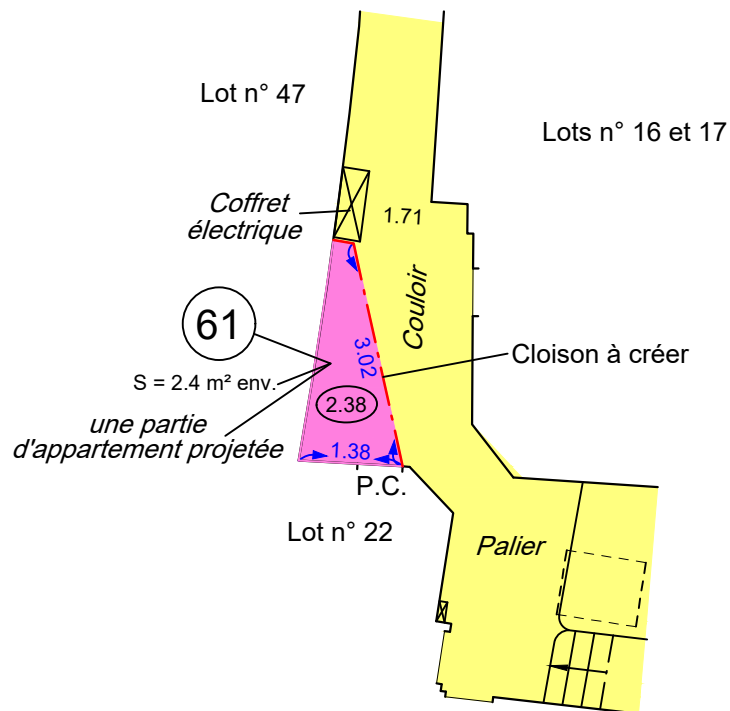 Lot n° 47
Lots n° 16 et 17
Coffret
électrique
1.71
Couloir
61
3.02
Cloison à créer
S = 2.4 m² env.
2.38
une partie
d'appartement projetée
1.38
P.C.
Lot n° 22
Palier